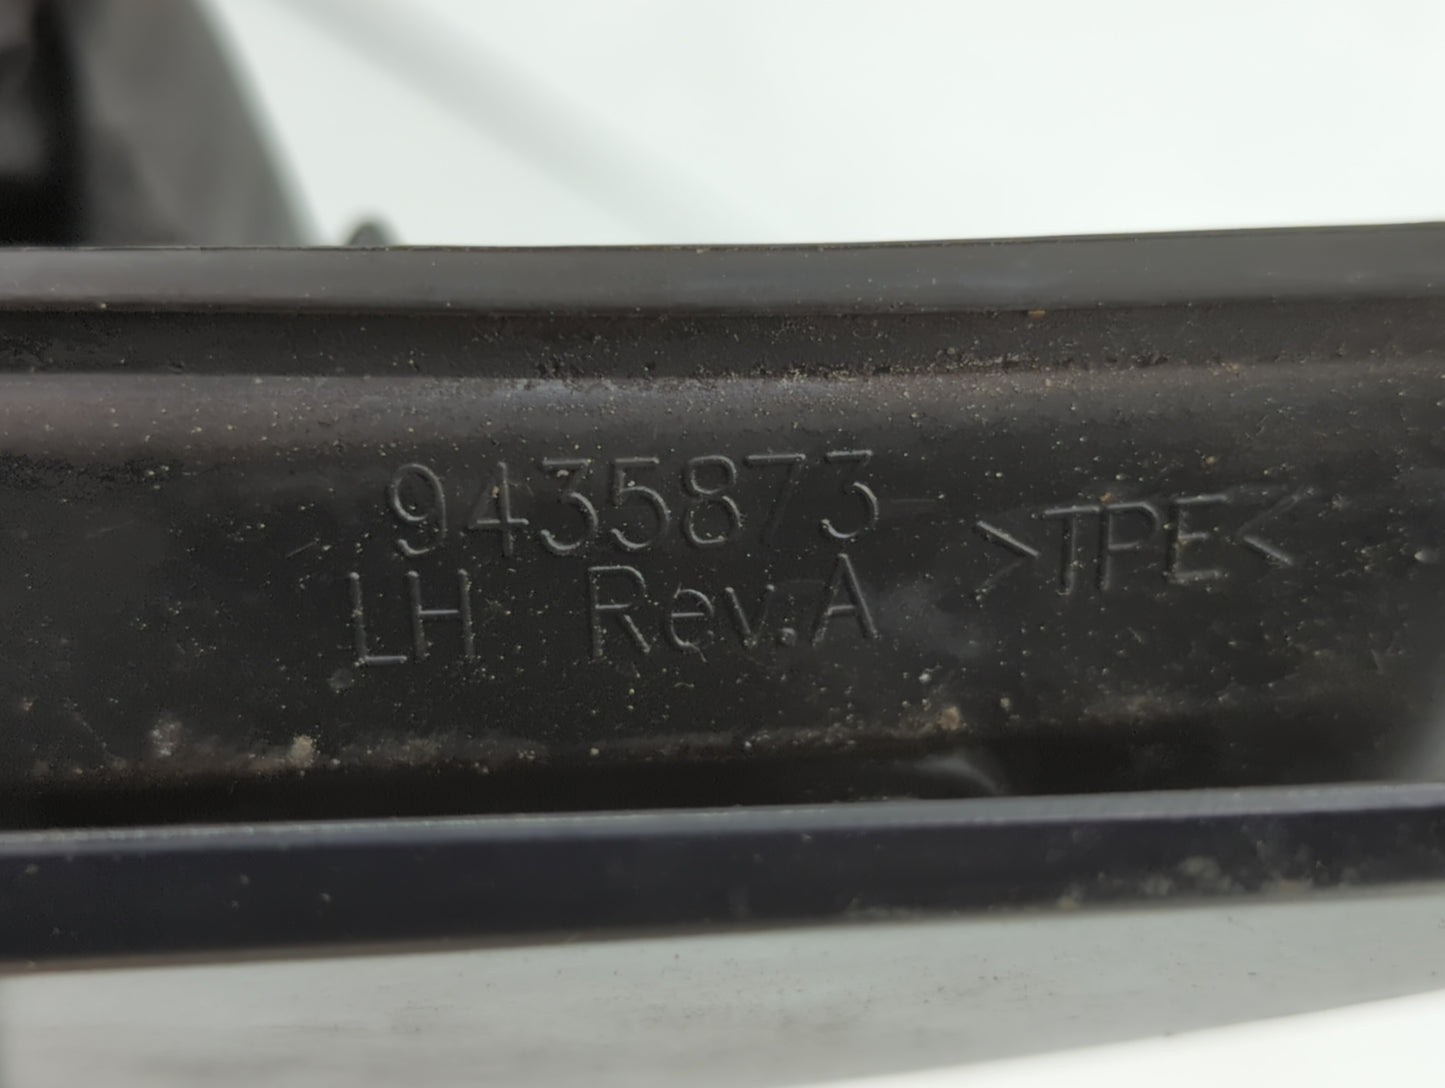 9435873
LH Rev.A
>TPE<